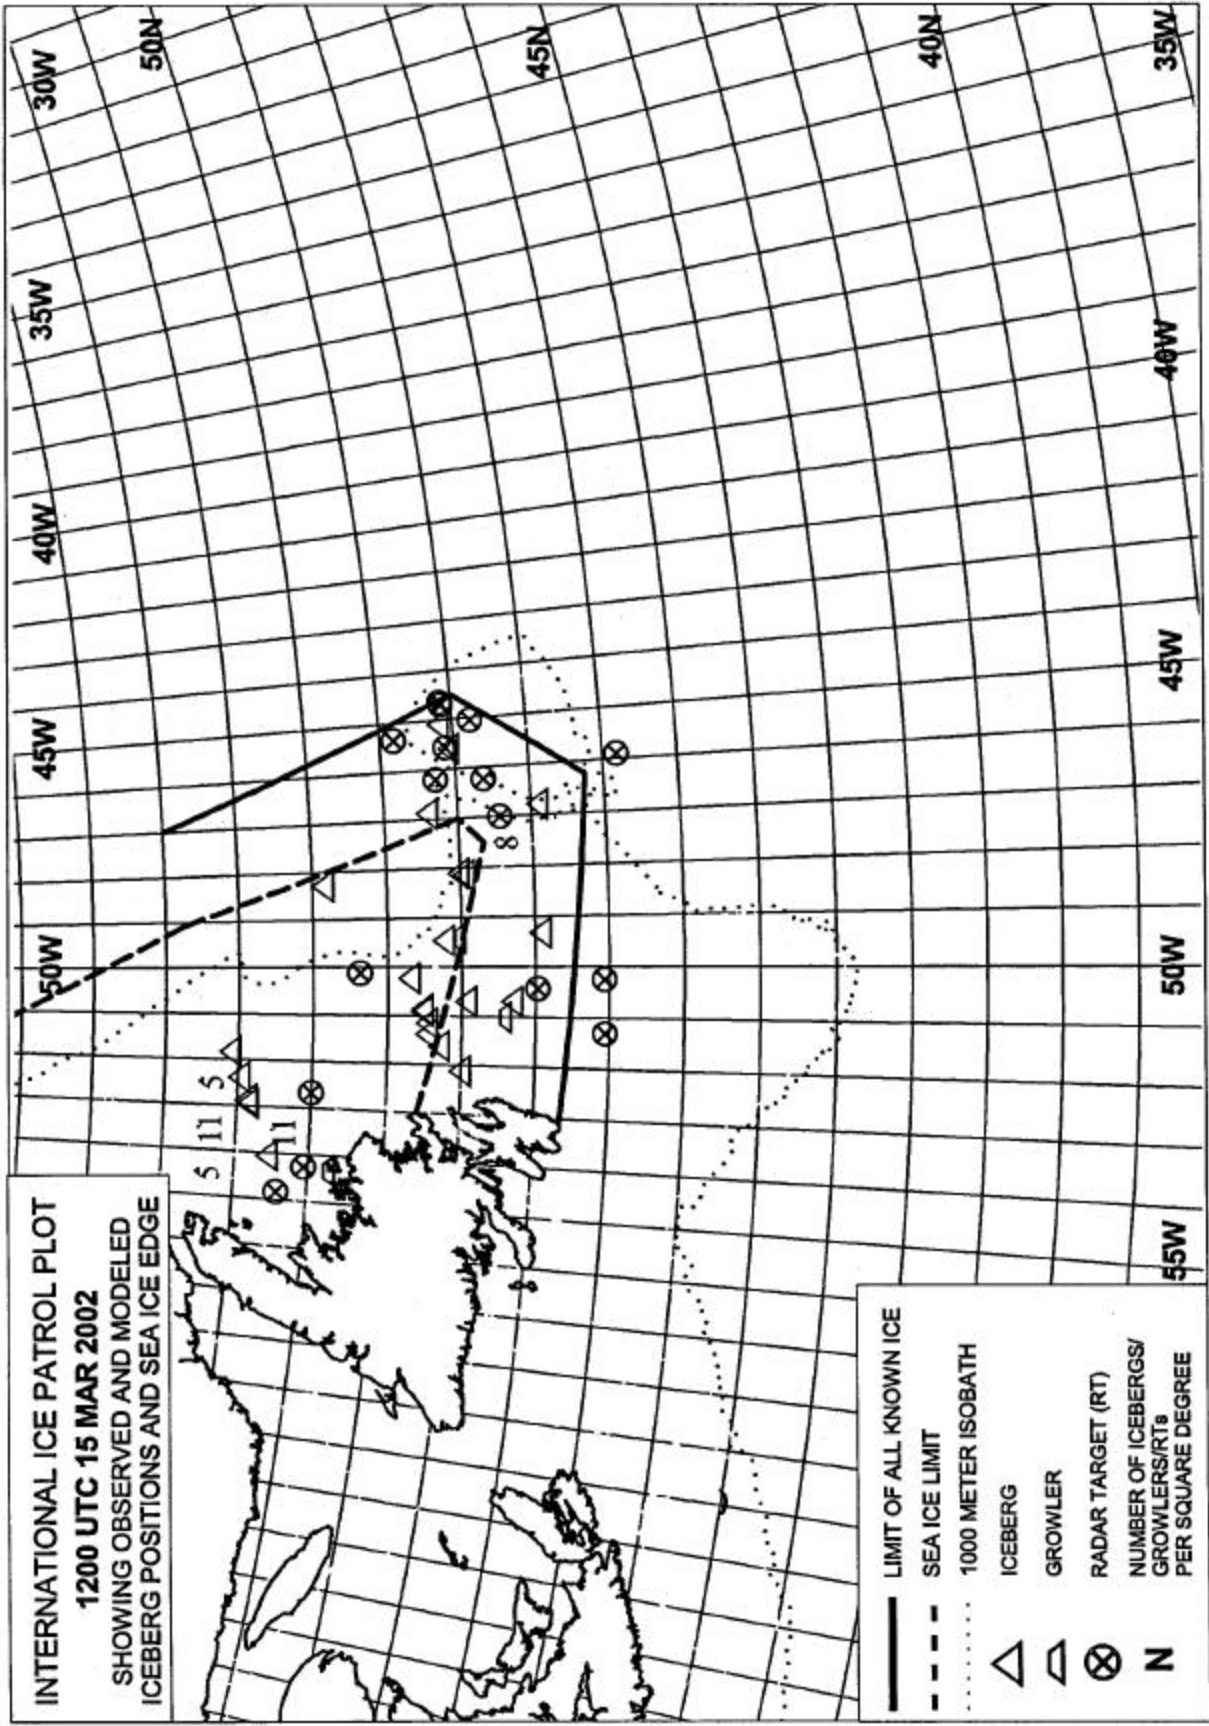 INTERNATIONAL ICE PATROL PLOT
1200 UTC 15 MAR 2002
SHOWING OBSERVED AND MODELED
ICEBERG POSITIONS AND SEA ICE EDGE
50W
45W
40W
35W
30W
50N
45N
40N
35W
40W
45W
50W
55W
5
11
5
11
8
LIMIT OF ALL KNOWN ICE
SEA ICE LIMIT
1000 METER ISOBATH
ICEBERG
GROWLER
RADAR TARGET (RT)
N NUMBER OF ICEBERGS/
GROWLERS/RTs
PER SQUARE DEGREE